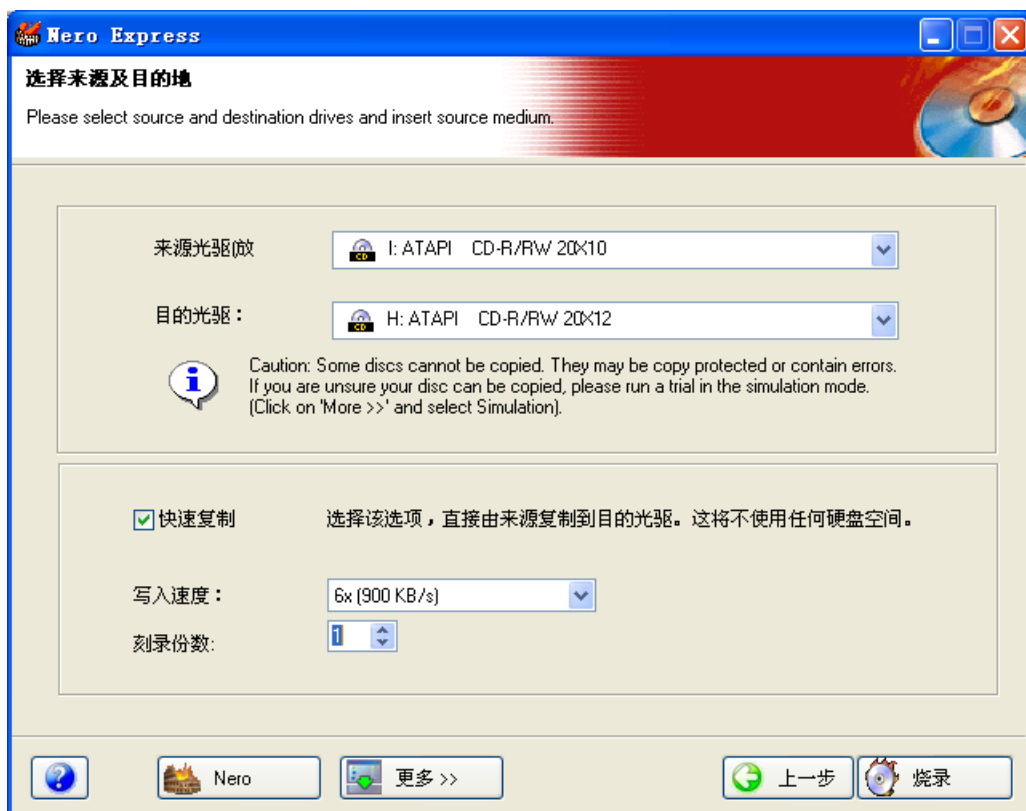 Nero Express
选择来源及目的地
Please select source and destination drives and insert source medium.
来源光驱(放
I: ATAPI CD-R/RW 20X10
目的光驱：
H: ATAPI CD-R/RW 20X12
Caution: Some discs cannot be copied. They may be copy protected or contain errors.
If you are unsure your disc can be copied, please run a trial in the simulation mode.
(Click on 'More >>' and select Simulation).
快速复制 选择该选项，直接由来源复制到目的光驱。这将不使用任何硬盘空间。
写入速度： 6x (900 KB/s)
刻录份数: 1
Nero 更多 >> 上一步 烧录